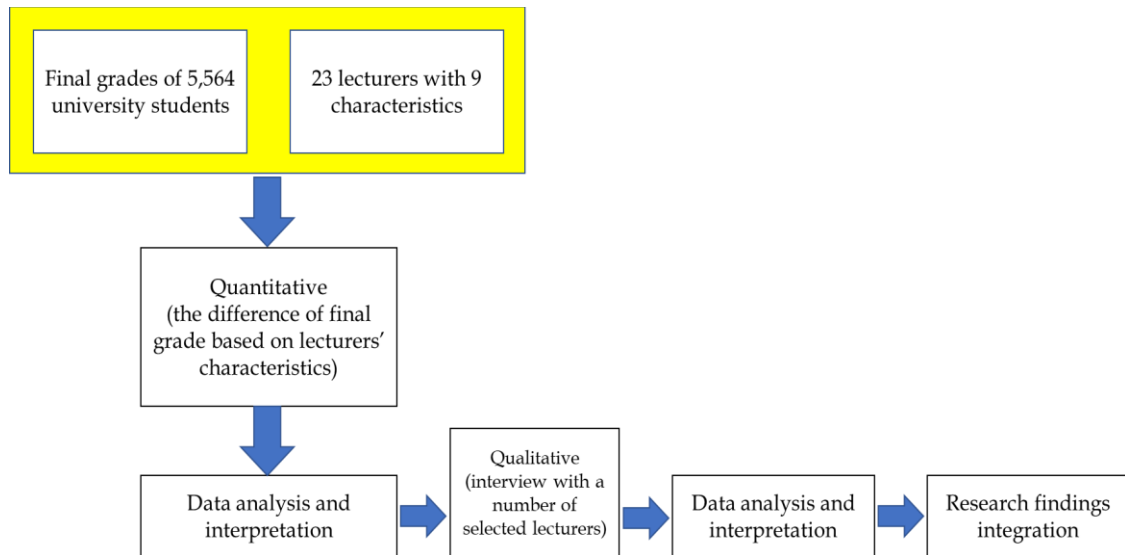 Final grades of 5,564
university students
23 lecturers with 9
characteristics
Quantitative
(the difference of final
grade based on lecturers’
characteristics)
Data analysis and
interpretation
Qualitative
(interview with a
number of
selected lecturers)
Data analysis and
interpretation
Research findings
integration